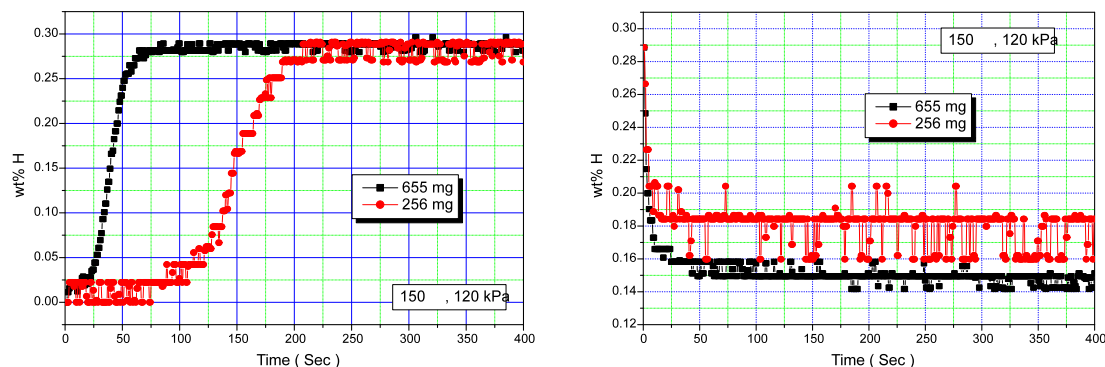 0.30
0.25
0.20
0.15
0.10
0.05
0.00
wt% H
655 mg
256 mg
150 , 120 kPa
0 50 100 150 200 250 300 350 400
Time ( Sec )
0.30
0.28
0.26
0.24
0.22
0.20
0.18
0.16
0.14
0.12
wt% H
150 , 120 kPa
655 mg
256 mg
0 50 100 150 200 250 300 350 400
Time ( Sec )